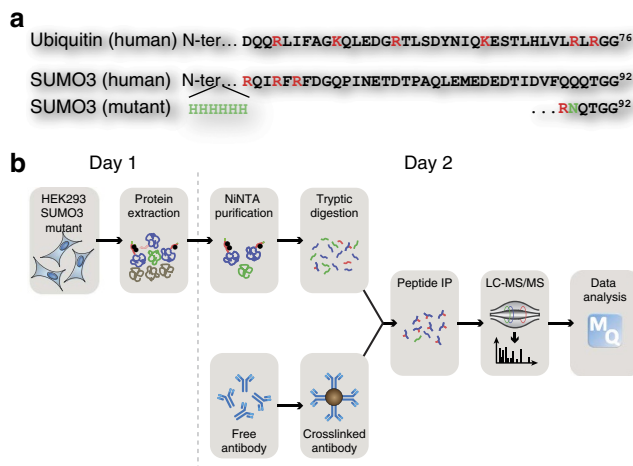 a
Ubiquitin (human) N-ter... DQQRLIFAGKQLEDGRTLSDYNIQKESTLHLVLRLRGG76
SUMO3 (human) N-ter... RQIRFRFDGQPINETDTPAQLEMEDEDTIDVFQQQTGG92
SUMO3 (mutant) HHHHHH ...RNQTGG92
b
Day 1 Day 2
HEK293
SUMO3
mutant
Protein
extraction
NiNTA
purification
Tryptic
digestion
Peptide IP
LC-MS/MS
Data
analysis
MQ
Free
antibody
Crosslinked
antibody